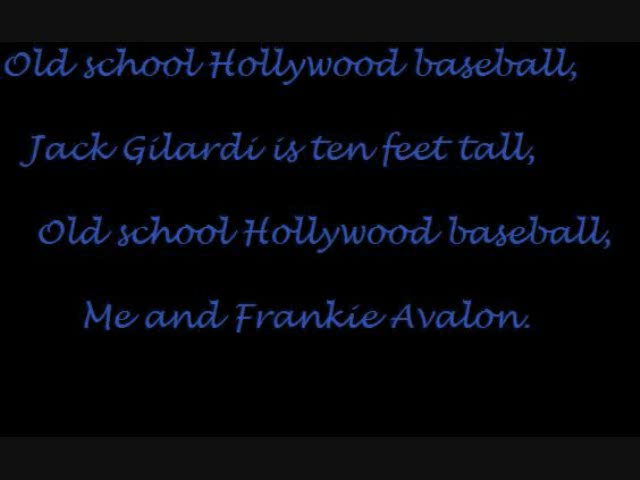 Old school Hollywood baseball,
Jack Gilardi is ten feet tall,
Old school Hollywood baseball,
Me and Frankie Avalon.